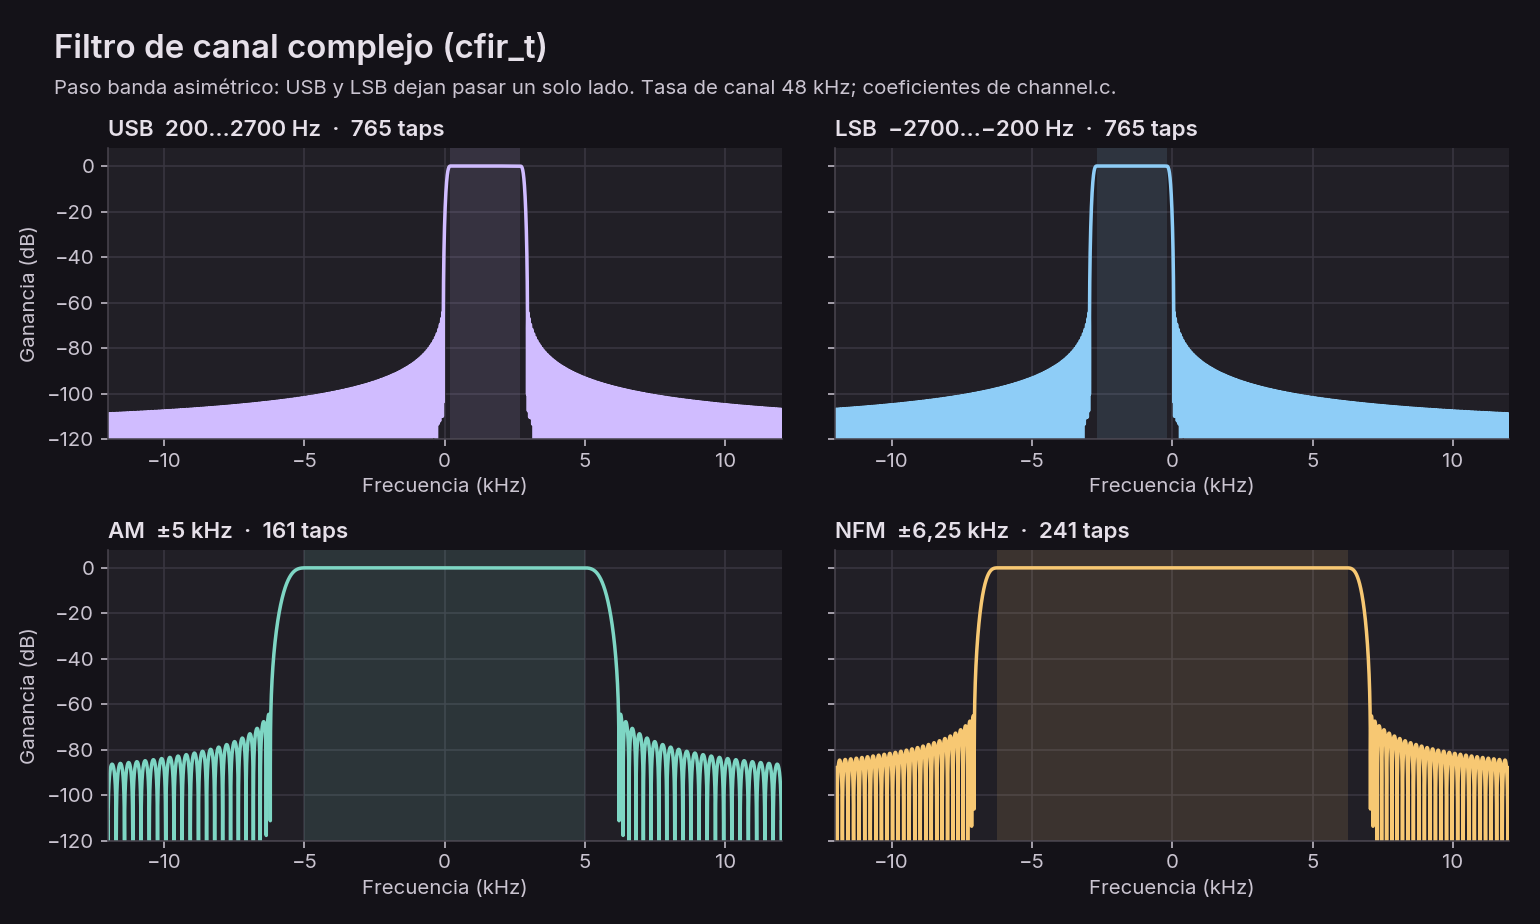 Filtro de canal complejo (cfir_t)
Paso banda asimétrico: USB y LSB dejan pasar un solo lado. Tasa de canal 48 kHz; coeficientes de channel.c.
USB  200…2700 Hz  ·  765 taps
0
−20
−40
−60
−80
−100
−120
Ganancia (dB)
−10
−5
0
5
10
Frecuencia (kHz)
LSB  −2700…−200 Hz  ·  765 taps
−10
−5
0
5
10
Frecuencia (kHz)
AM  ±5 kHz  ·  161 taps
0
−20
−40
−60
−80
−100
−120
Ganancia (dB)
−10
−5
0
5
10
Frecuencia (kHz)
NFM  ±6,25 kHz  ·  241 taps
−10
−5
0
5
10
Frecuencia (kHz)